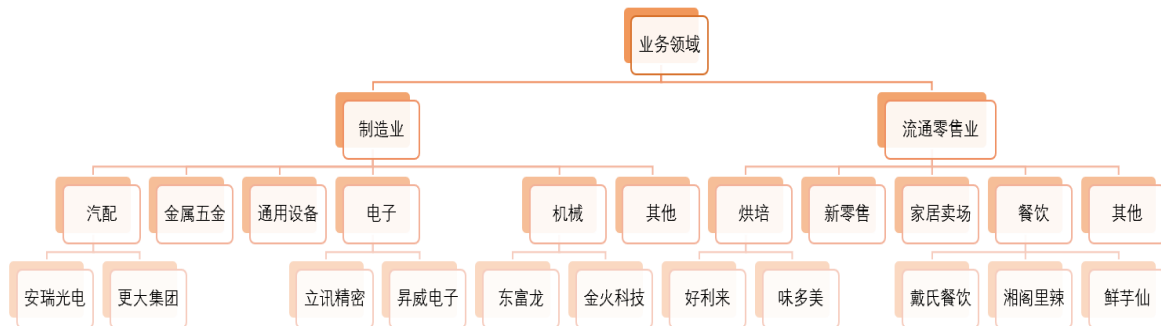 业务领域
制造业
流通零售业
汽配
金属五金
通用设备
电子
机械
其他
烘培
新零售
家居卖场
餐饮
其他
安瑞光电
更大集团
立讯精密
昇威电子
东富龙
金火科技
好利来
味多美
戴氏餐饮
湘阁里辣
鲜芋仙